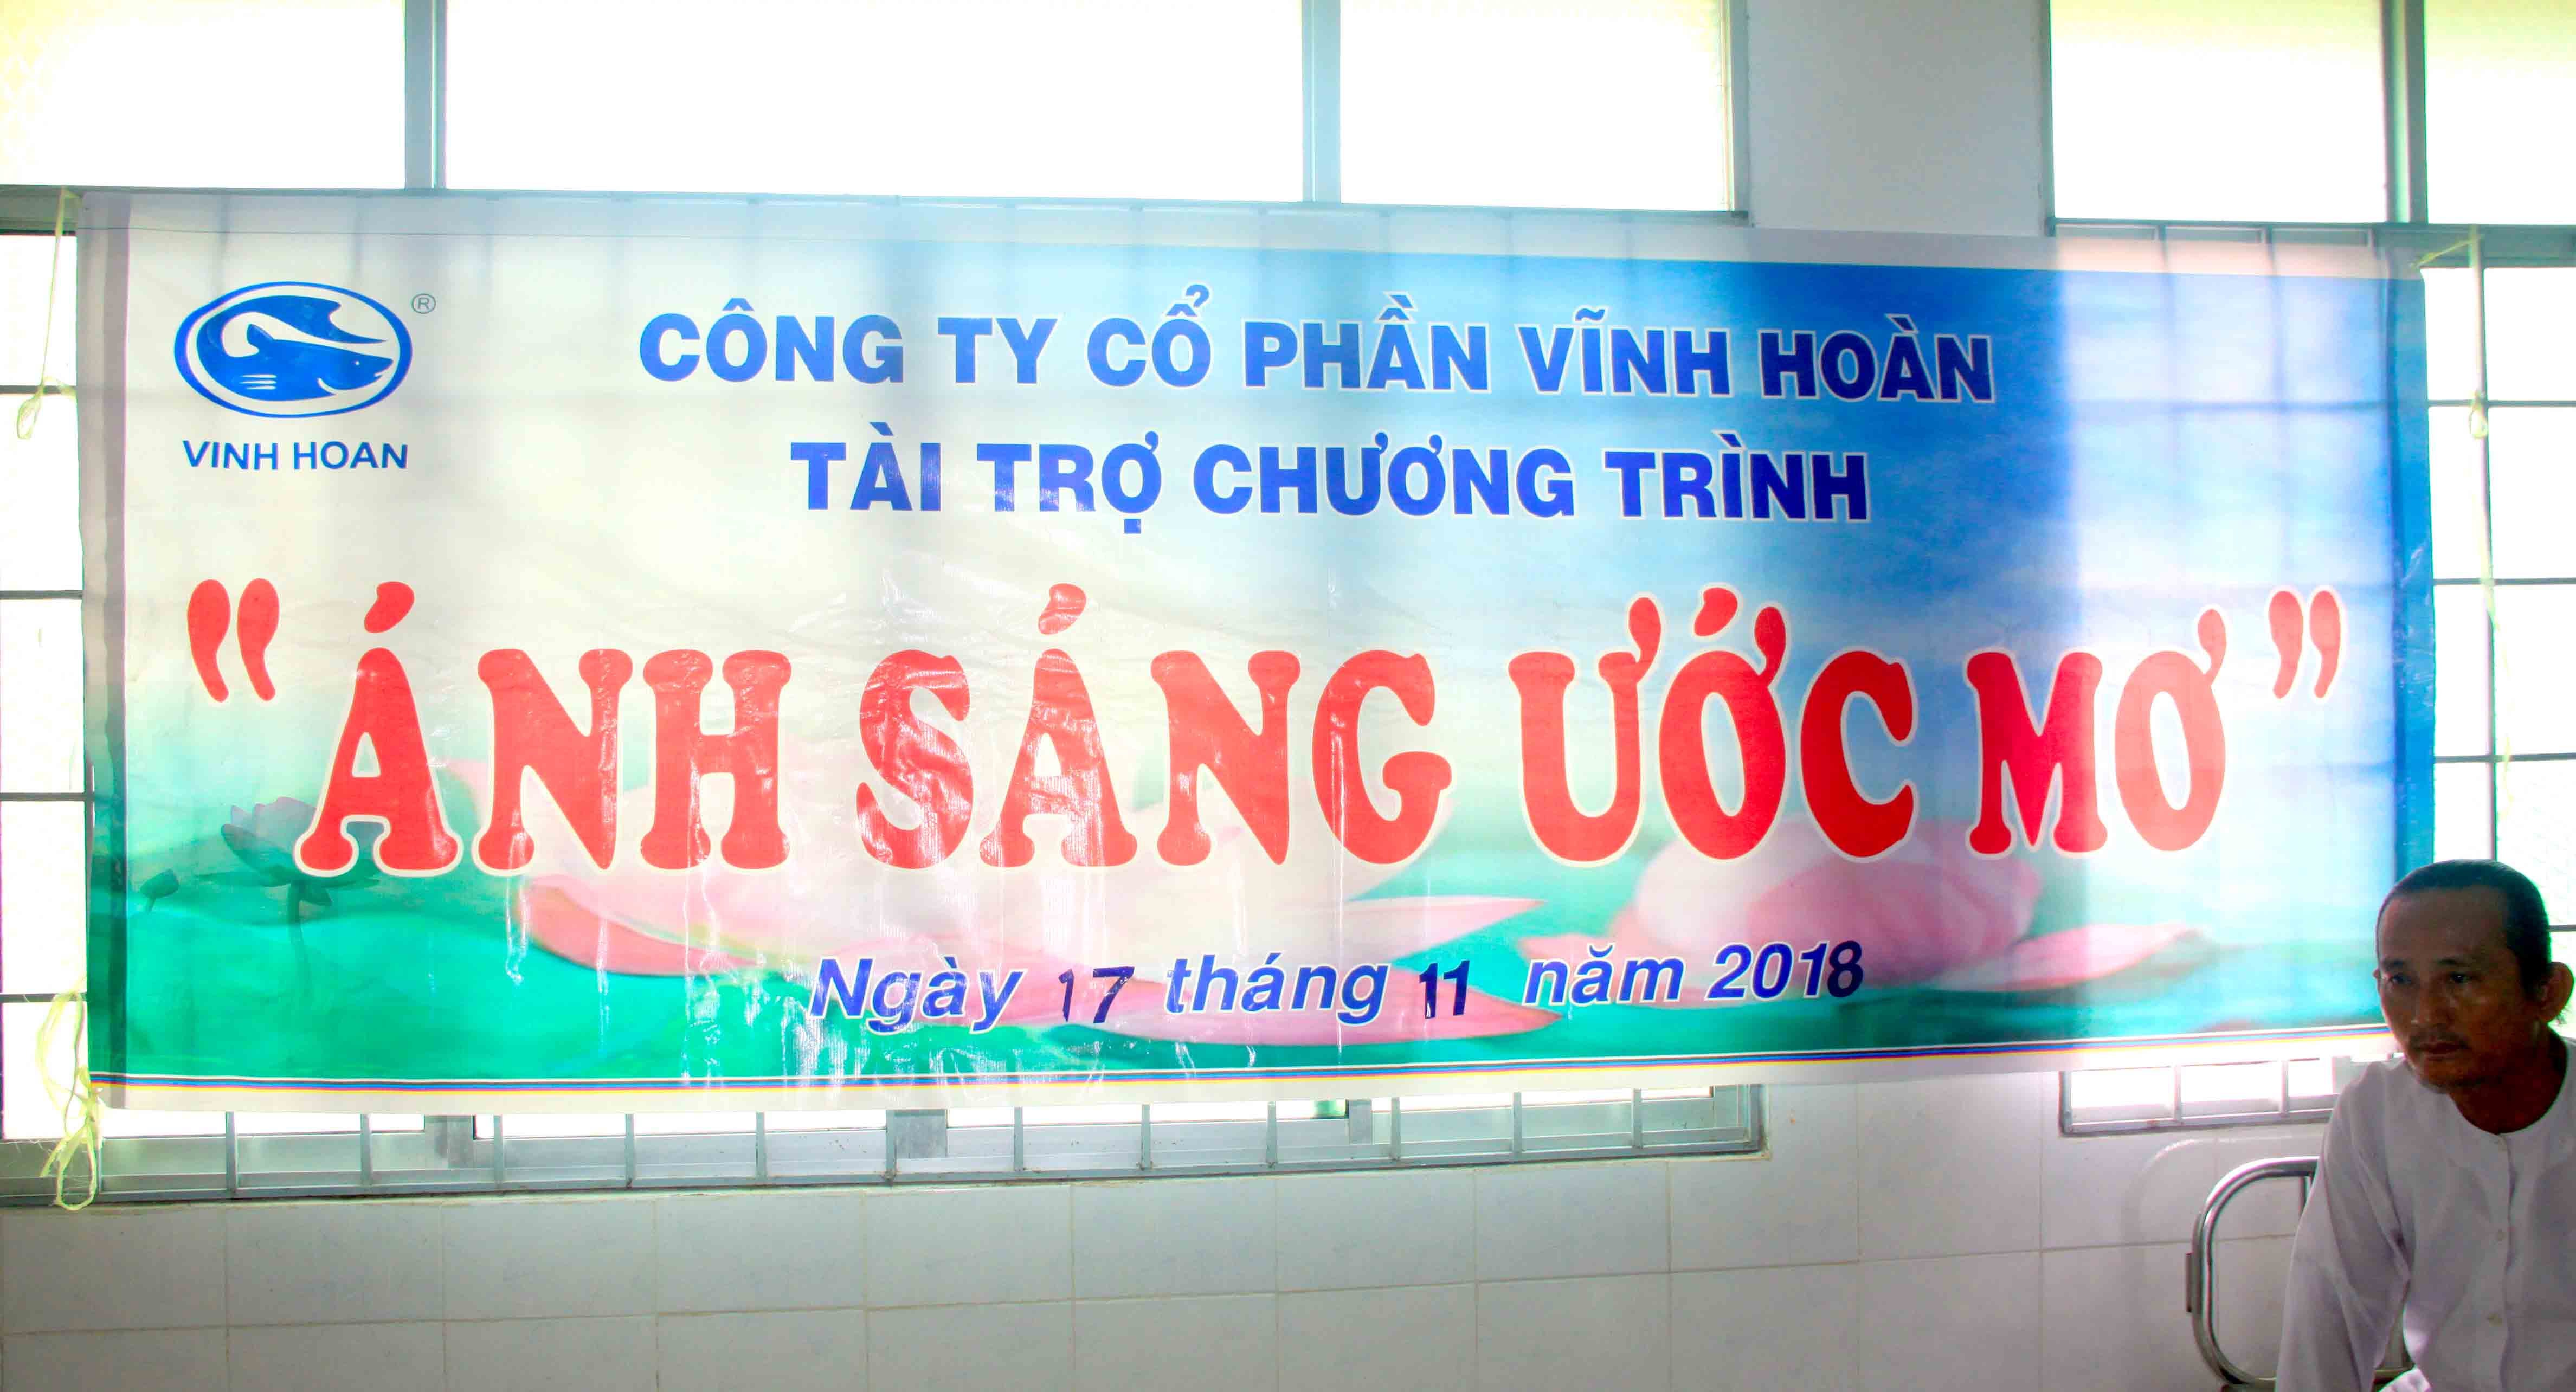 ®
VINH HOAN
CÔNG TY CỔ PHẦN VĨNH HOÀN
TÀI TRỢ CHƯƠNG TRÌNH
"ÁNH SÁNG ƯỚC MƠ"
Ngày 17 tháng 11 năm 2018